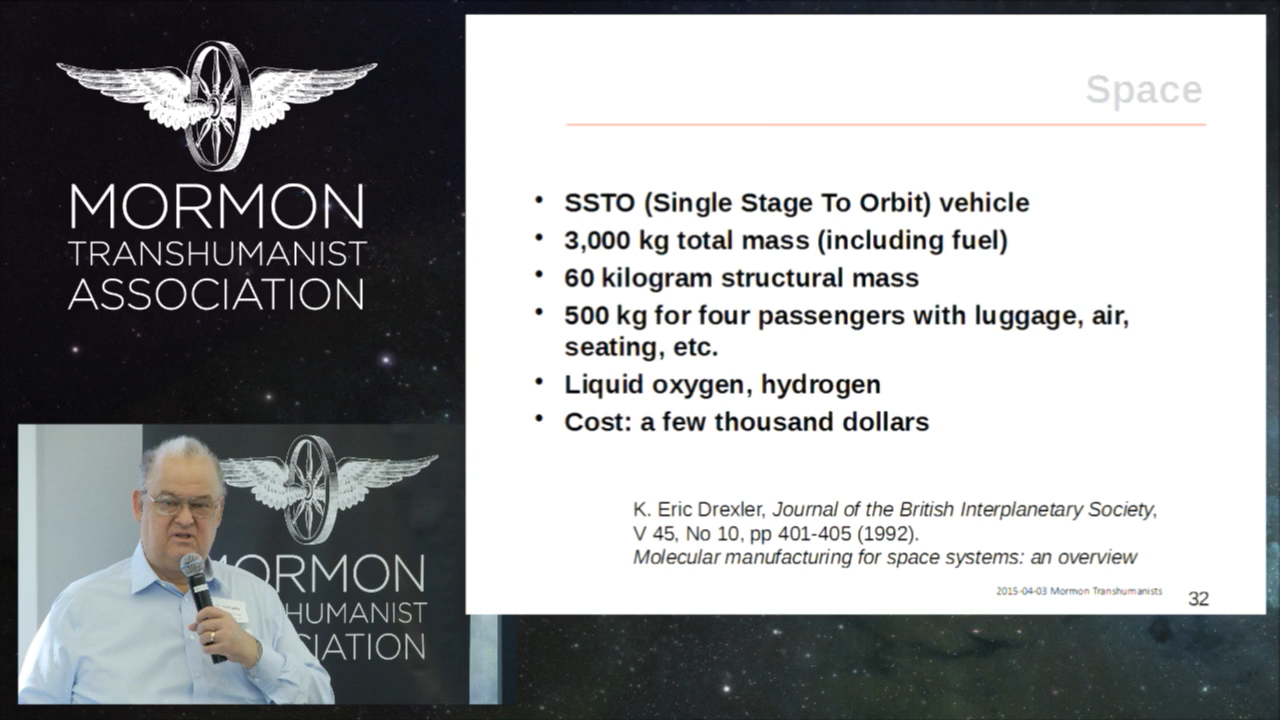 MORMON
TRANSHUMANIST
ASSOCIATION
Space
• SSTO (Single Stage To Orbit) vehicle
• 3,000 kg total mass (including fuel)
• 60 kilogram structural mass
• 500 kg for four passengers with luggage, air,
seating, etc.
• Liquid oxygen, hydrogen
• Cost: a few thousand dollars
K. Eric Drexler, Journal of the British Interplanetary Society,
V 45, No 10, pp 401-405 (1992).
Molecular manufacturing for space systems: an overview
2015-04-03 Mormon Transhumanists
32
MORMON
HUMANIST
IATION